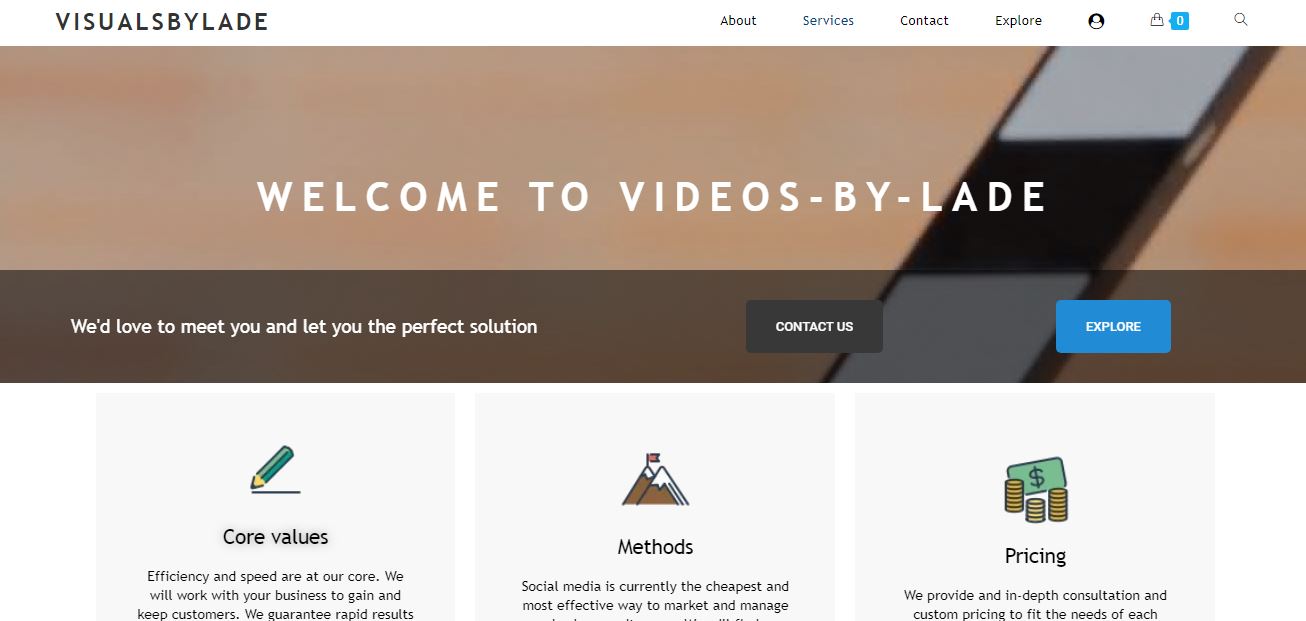 VISUALSBYLADE
About
Services
Contact
Explore
0
WELCOME TO VIDEOS-BY-LADE
We'd love to meet you and let you the perfect solution
CONTACT US
EXPLORE
$
Core values
Efficiency and speed are at our core. We
will work with your business to gain and
keep customers. We guarantee rapid results
Methods
Social media is currently the cheapest and
most effective way to market and manage
Pricing
We provide and in-depth consultation and
custom pricing to fit the needs of each